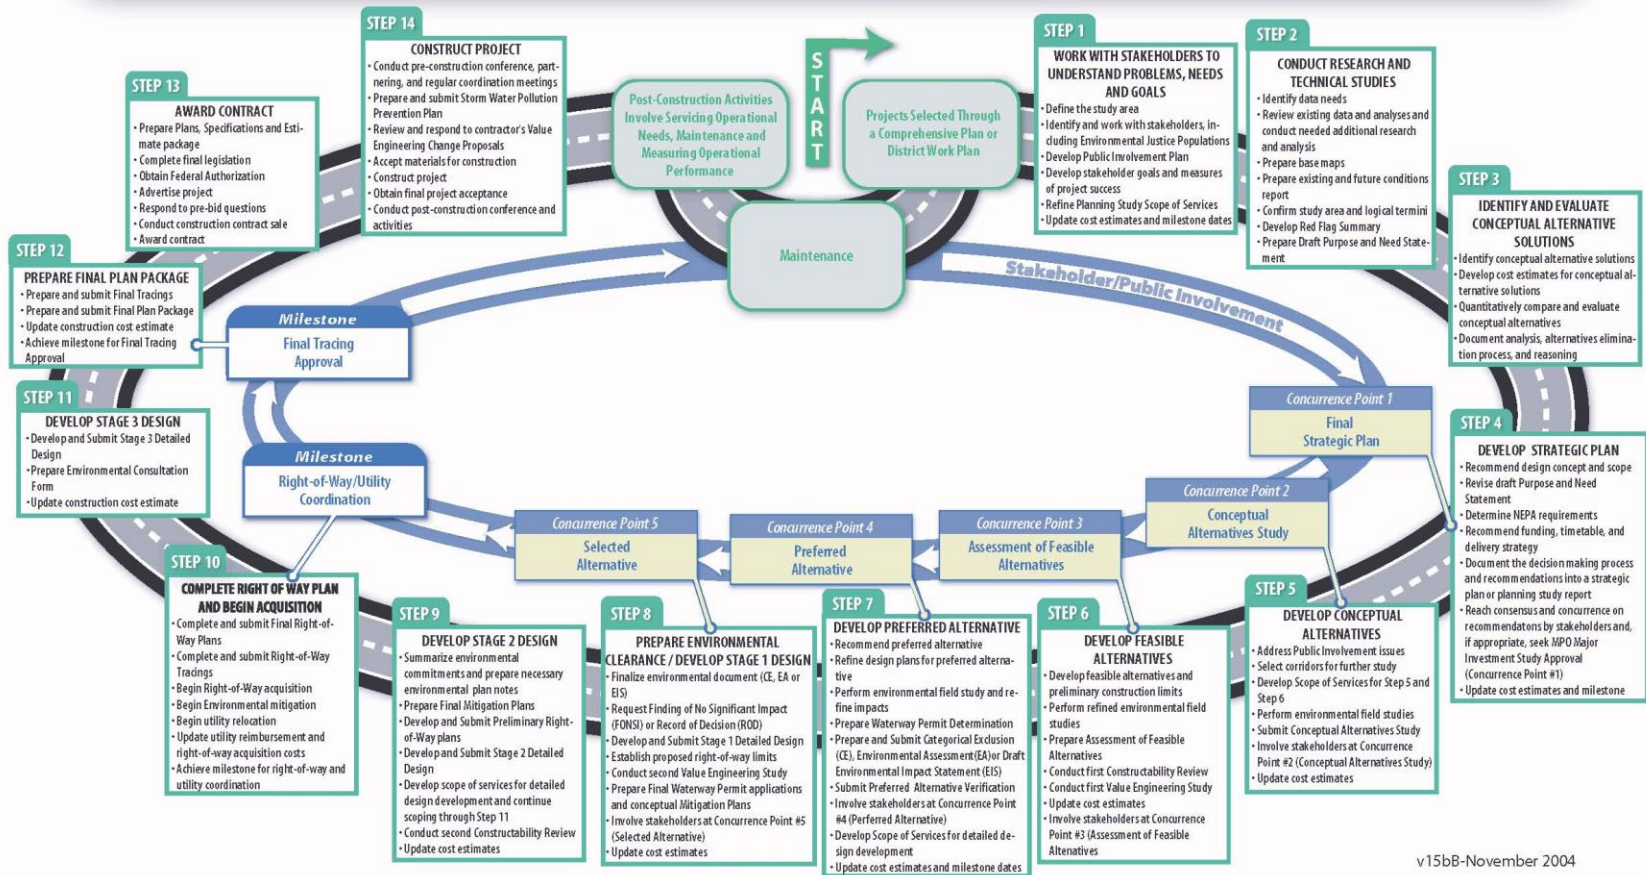 START
Projects Selected Through
a Comprehensive Plan or
District Work Plan
STEP 1
WORK WITH STAKEHOLDERS TO
UNDERSTAND PROBLEMS, NEEDS
AND GOALS
• Define the study area
• Identify and work with stakeholders, in-
cluding Environmental Justice Populations
• Develop Public Involvement Plan
• Develop stakeholder goals and measures
of project success
• Refine Planning Study Scope of Services
• Update cost estimates and milestone dates
STEP 2
CONDUCT RESEARCH AND
TECHNICAL STUDIES
• Identify data needs
• Review existing data and analyses and
conduct needed additional research
and analysis
• Prepare base maps
• Prepare existing and future conditions
report
• Confirm study area and logical termini
• Develop Red Flag Summary
• Prepare Draft Purpose and Need State-
ment
STEP 3
IDENTIFY AND EVALUATE
CONCEPTUAL ALTERNATIVE
SOLUTIONS
• Identify conceptual alternative solutions
• Develop cost estimates for conceptual al-
ternative solutions
• Quantitatively compare and evaluate
conceptual alternatives
• Document analysis, alternatives elimina-
tion process, and reasoning
STEP 4
DEVELOP STRATEGIC PLAN
• Recommend design concept and scope
• Revise draft Purpose and Need
Statement
• Determine NEPA requirements
• Recommend funding, timetable, and
delivery strategy
• Document the decision making process
and recommendations into a strategic
plan or planning study report
• Reach consensus and concurrence on
recommendatons by stakeholders and,
if appropriate, seek MPO Major
Investment Study Approval
(Concurrence Point #1)
• Update cost estimates and milestone
STEP 5
DEVELOP CONCEPTUAL
ALTERNATIVES
• Address Public Involvement issues
• Select corridors for further study
• Develop Scope of Services for Step 5 and
Step 6
• Perform environmental field studies
• Submit Conceptual Alternatives Study
• Involve stakeholders at Concurrence
Point #2 (Conceptual Alternatives Study)
• Update cost estimates
STEP 6
DEVELOP FEASIBLE
ALTERNATIVES
• Develop feasible alternatives and
preliminary construction limits
• Perform refined environmental field
studies
• Prepare Assessment of Feasible
Alternatives
• Conduct first Constructability Review
• Conduct first Value Engineering Study
• Update cost estimates
• Involve stakeholders at Concurrence
Point #3 (Assessment of Feasible
Altenatives
STEP 7
DEVELOP PREFERRED ALTERNATIVE
• Recommend preferred alternative
• Refine design plans for preferred alterna-
tive
• Perform environmental field study and re-
fine impacts
• Prepare Waterway Permit Determination
• Prepare and Submit Categorical Exclusion
(CE), Environmental Assessment(EA)or Draft
Environmental Impact Statement (EIS)
• Submit Preferred Alternative Verification
• Involve stakeholders at Concurrence Point
#4 (Perferred Alternative)
• Develop Scope of Services for detailed de-
sign development
• Update cost estimates and milestone dates
STEP 8
PREPARE ENVIRONMENTAL
CLEARANCE / DEVELOP STAGE 1 DESIGN
• Finalize environmental document (CE, EA or
EIS)
• Request Finding of No Significant Impact
(FONSI) or Record of Decision (ROD)
• Develop and Submit Stage 1 Detailed Design
• Establish proposed right-of-way limits
• Conduct second Value Engineering Study
• Prepare Final Waterway Permit applications
and conceptual Mitigation Plans
• Involve stakeholders at Concurrence Point #5
(Selected Alternative)
• Update cost estimates
STEP 9
DEVELOP STAGE 2 DESIGN
• Summarize environmental
commitments and prepare necessary
environmental plan notes
• Prepare Final Mitigation Plans
• Develop and Submit Preliminary Right-
of-Way plans
• Develop and Submit Stage 2 Detailed
Design
• Develop scope of services for detailed
design development and continue
scoping through Step 11
• Conduct second Constructability Review
• Update cost estimates
STEP 10
COMPLETE RIGHT OF WAY PLAN
AND BEGIN ACQUISITION
• Complete and submit Final Right-of-
Way Plans
• Complete and submit Right-of-Way
Tracings
• Begin Right-of-Way acquisition
• Begin Environmental mitigation
• Begin utility relocation
• Update utility reimbursement and
right-of-way acquisition costs
• Achieve milestone for right-of-way and
utility coordination
STEP 11
DEVELOP STAGE 3 DESIGN
• Develop and Submit Stage 3 Detailed
Design
• Prepare Environmental Consultation
Form
• Update construction cost estimate
STEP 12
PREPARE FINAL PLAN PACKAGE
• Prepare and submit Final Tracings
• Prepare and submit Final Plan Package
• Update construction cost estimate
• Achieve milestone for Final Tracing
Approval
STEP 13
AWARD CONTRACT
• Prepare Plans, Specifications and Esti-
mate package
• Complete final legislation
• Obtain Federal Authorization
• Advertise project
• Respond to pre-bid questions
• Conduct construction contract sale
• Award contract
STEP 14
CONSTRUCT PROJECT
• Conduct pre-construction conference, part-
nering, and regular coordination meetings
• Prepare and submit Storm Water Pollution
Prevention Plan
• Review and respond to contractor's Value
Engineering Change Proposals
• Accept materials for construction
• Construct project
• Obtain final project acceptance
• Conduct post-construction conference and
activities
Post-Construction Activities
Involve Servicing Operational
Needs, Maintenance and
Measuring Operational
Performance
Maintenance
Stakeholder/Public Involvement
Concurrence Point 1
Final
Strategic Plan
Concurrence Point 2
Conceptual
Alternatives Study
Concurrence Point 3
Assessment of Feasible
Alternatives
Concurrence Point 4
Preferred
Alternative
Concurrence Point 5
Selected
Alternative
Milestone
Right-of-Way/Utility
Coordination
Milestone
Final Tracing
Approval
v15bB-November 2004